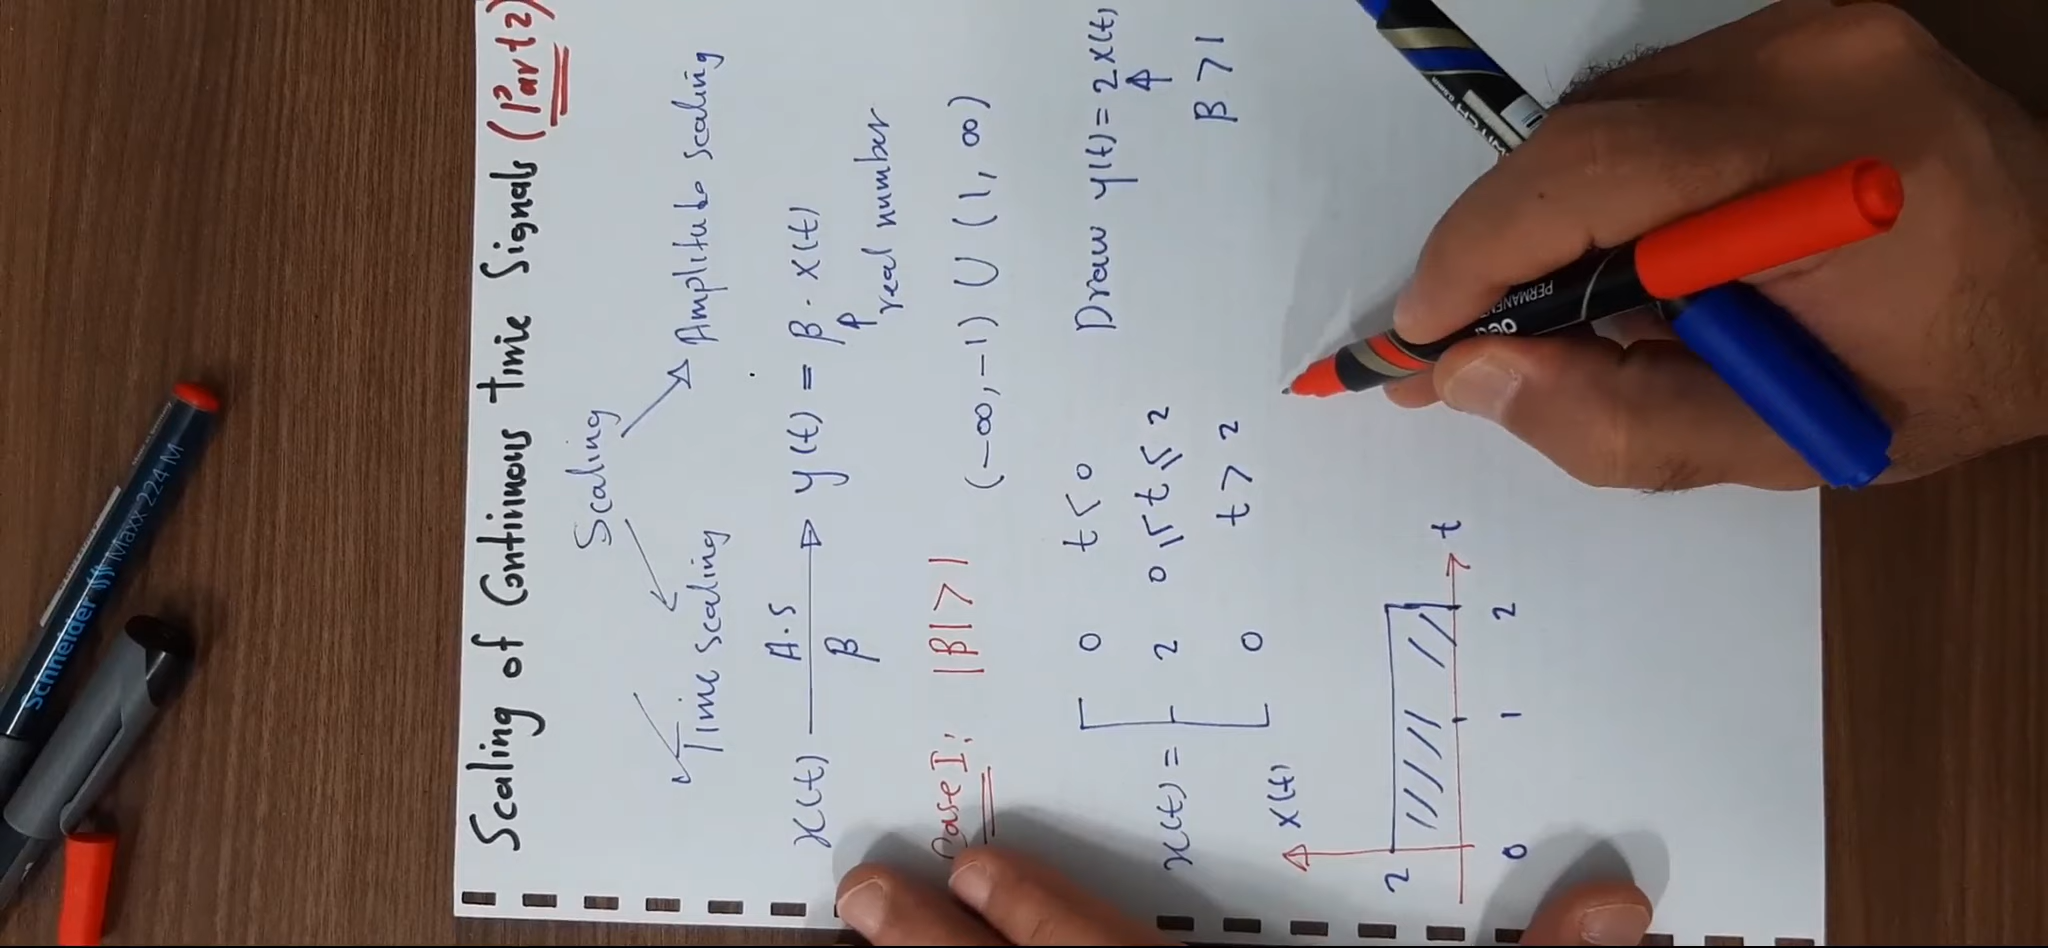 Scaling of Continuous time Signals (Part 2)
Scaling
Time scaling Amplitude scaling
x(t) A.S β y(t) = β · x(t)
real number
Case I: |β| > 1 (-∞, -1) ∪ (1, ∞)
x(t) = [ 0 t < 0
2 0 ≤ t ≤ 2
0 t > 2
Draw y(t) = 2 x(t)
β > 1
x(t)
2
t
0 1 2
Schneider Maxx 224 M
PERMANENT